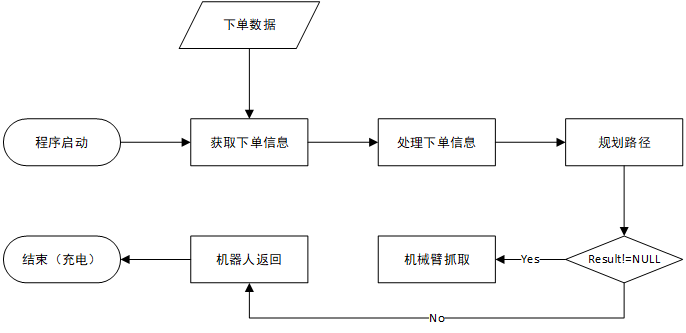 下单数据
程序启动
获取下单信息
处理下单信息
规划路径
结束（充电）
机器人返回
机械臂抓取
Yes
Result!=NULL
No